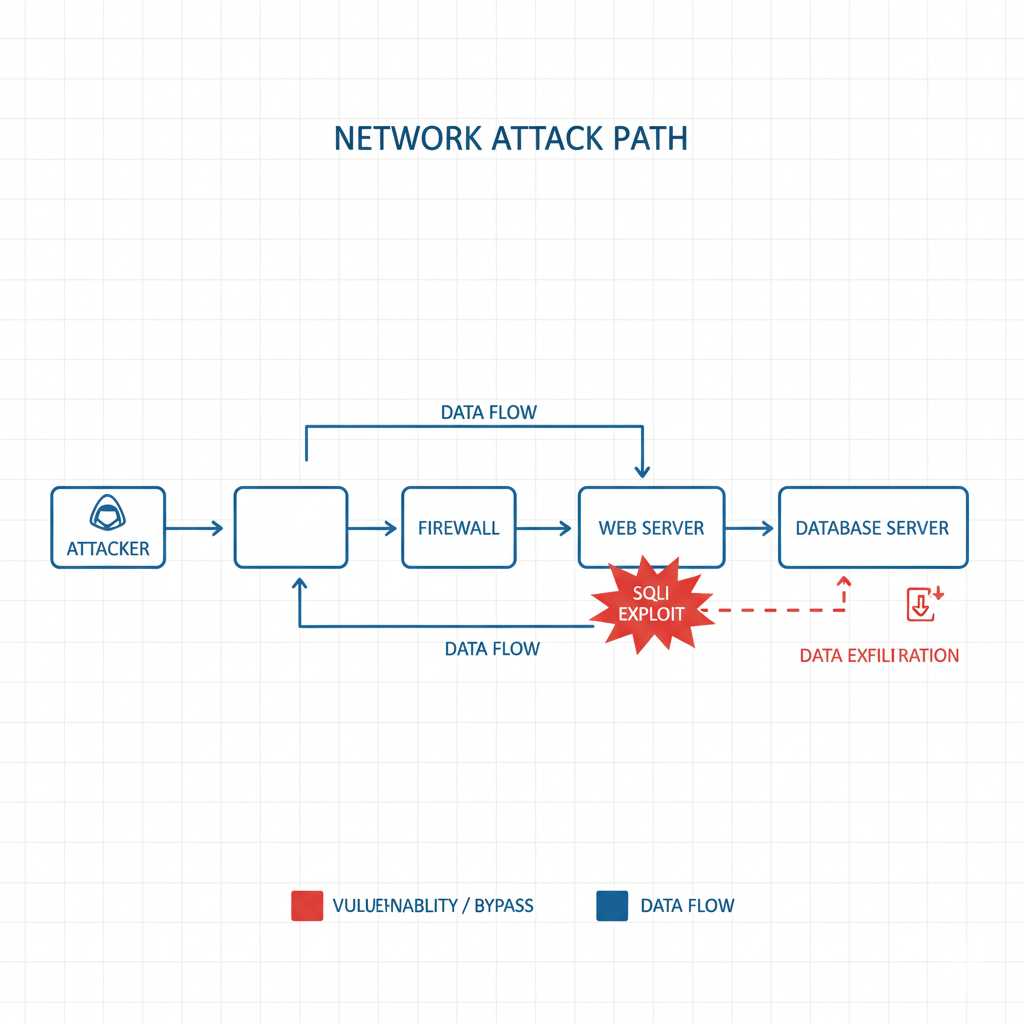 NETWORK ATTACK PATH
DATA FLOW
ATTACKER
FIREWALL
WEB SERVER
DATABASE SERVER
SQLI
EXPLOIT
DATA FLOW
DATA EXFILIRATION
VULUEHNABLITY / BYPASS
DATA FLOW